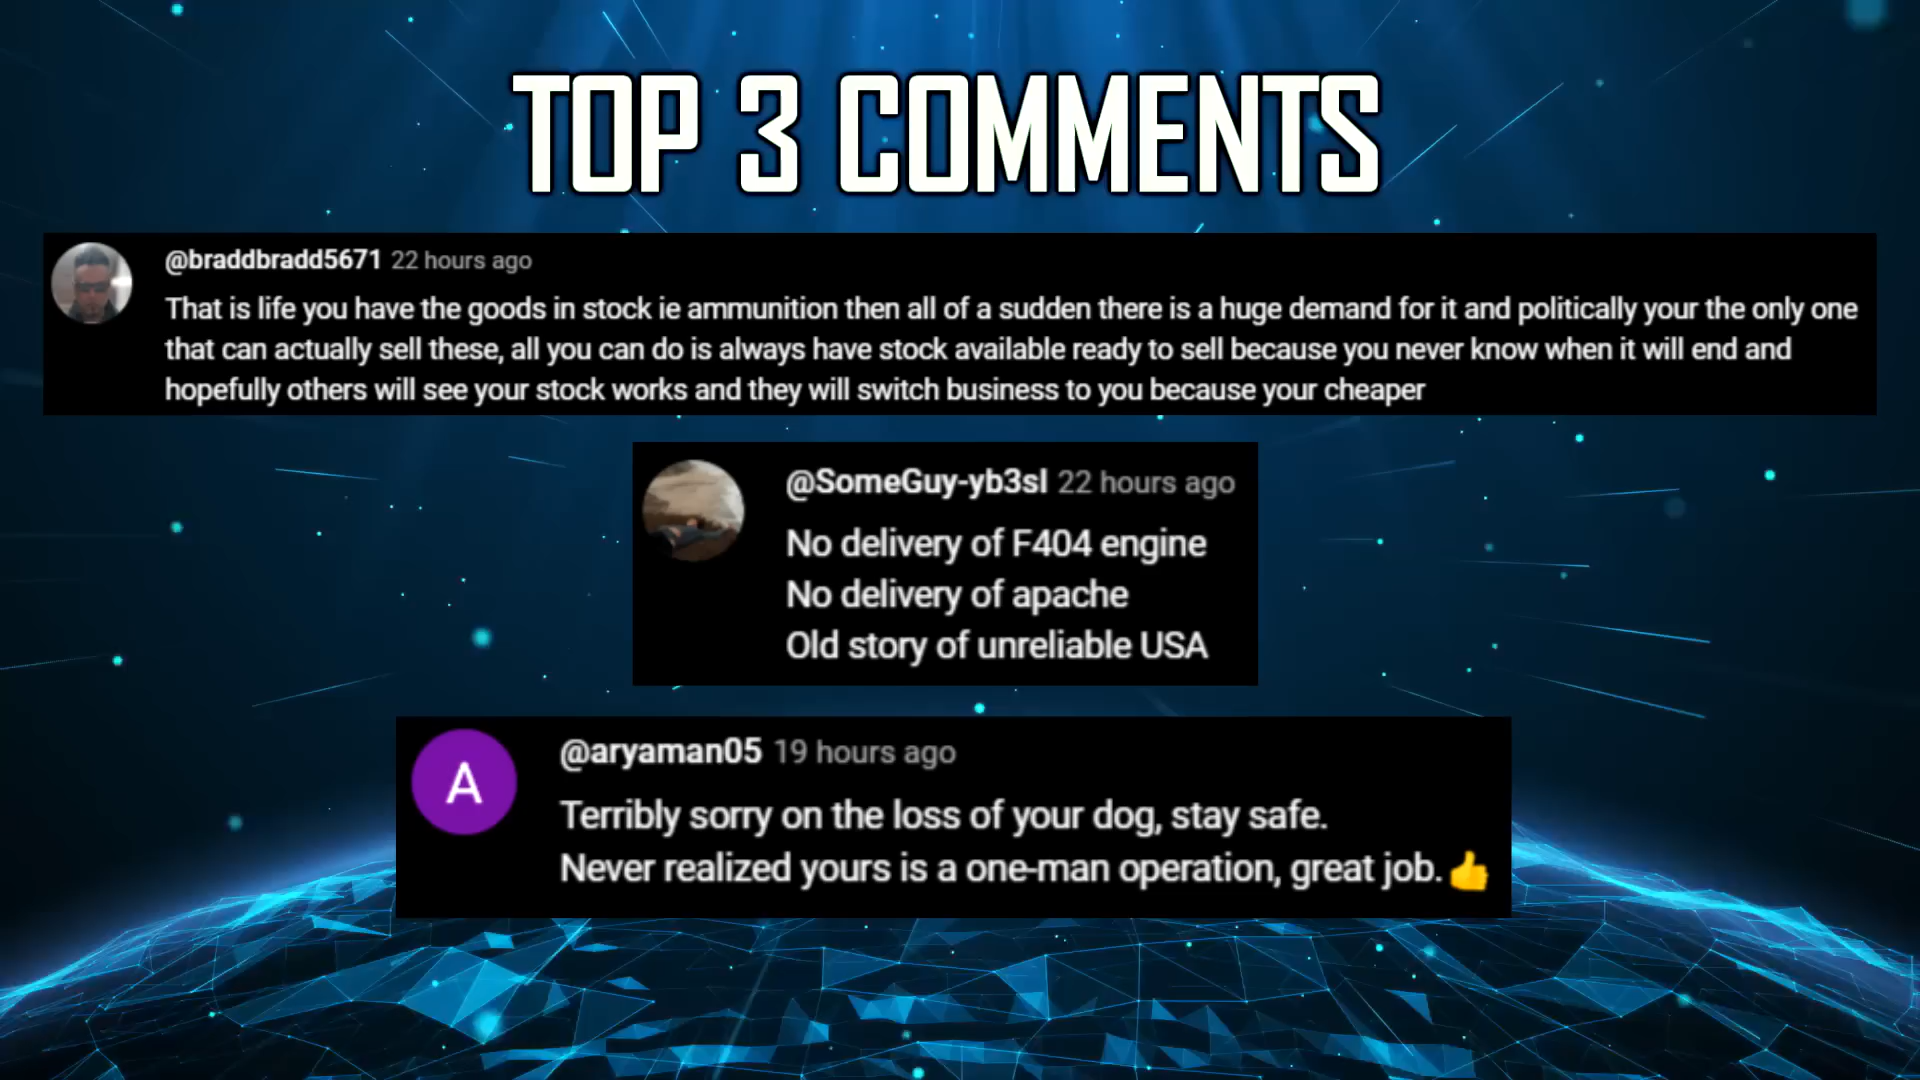 TOP 3 COMMENTS
@braddbradd5671 22 hours ago
That is life you have the goods in stock ie ammunition then all of a sudden there is a huge demand for it and politically your the only one
that can actually sell these, all you can do is always have stock available ready to sell because you never know when it will end and
hopefully others will see your stock works and they will switch business to you because your cheaper
@SomeGuy-yb3sl 22 hours ago
No delivery of F404 engine
No delivery of apache
Old story of unreliable USA
A
@aryaman05 19 hours ago
Terribly sorry on the loss of your dog, stay safe.
Never realized yours is a one-man operation, great job. 👍